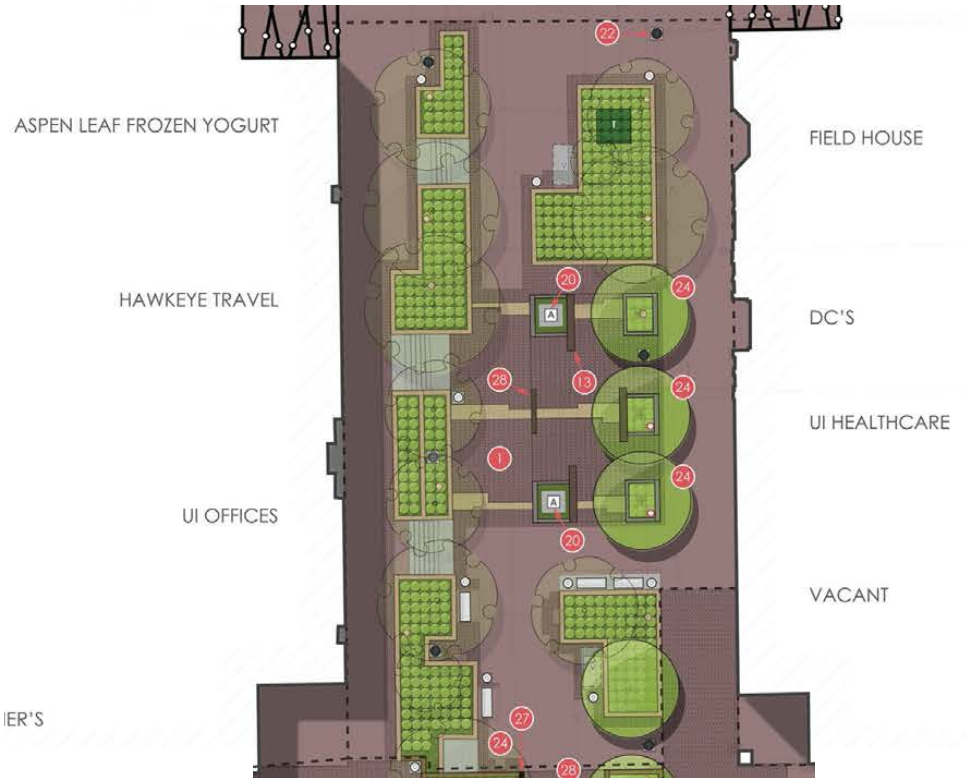 22
ASPEN LEAF FROZEN YOGURT
FIELD HOUSE
T
20
24
HAWKEYE TRAVEL
A
DC'S
13
28
24
UI HEALTHCARE
1
24
A
UI OFFICES
20
VACANT
IER'S
27
24
28